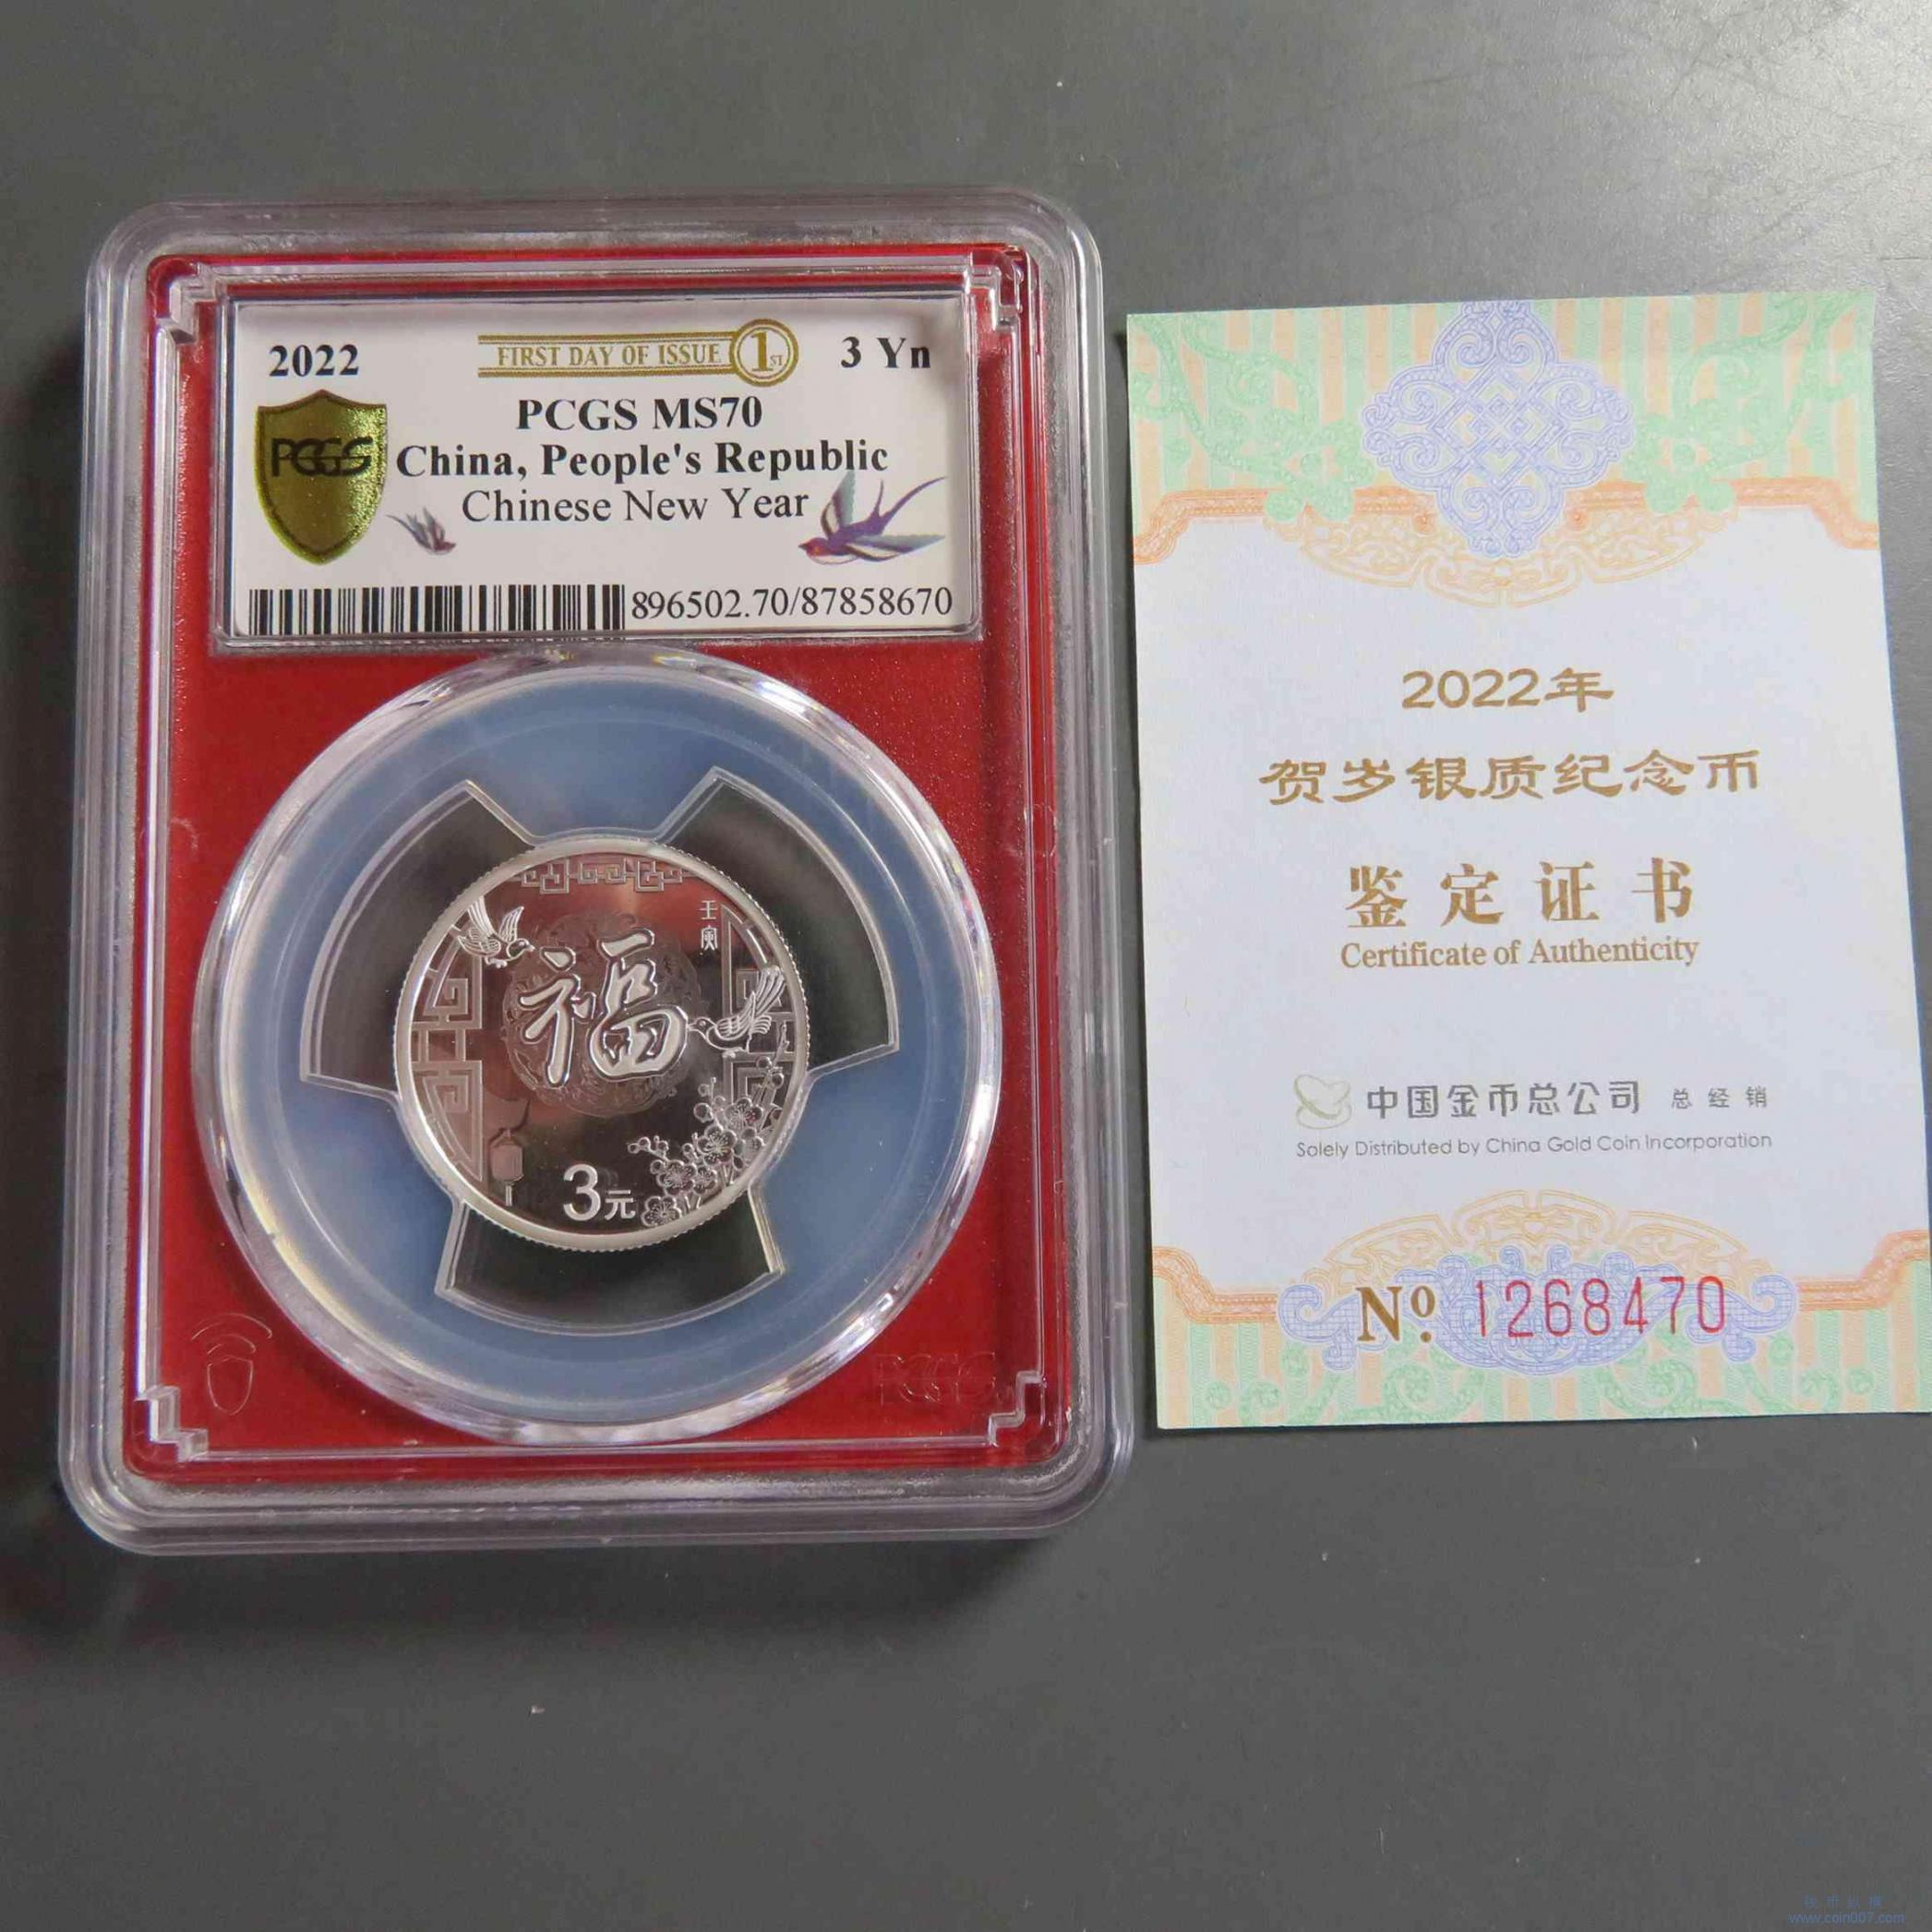 2022
FIRST DAY OF ISSUE 1ST
3 Yn
PCGS
PCGS MS70
China, People's Republic
Chinese New Year
896502.70/87858670
壬寅
福
3元
PCGS
2022年
贺岁银质纪念币
鉴定证书
Certificate of Authenticity
中国金币总公司 总经销
Solely Distributed by China Gold Coin Incorporation
Nº. 1268470
www.coin007.com